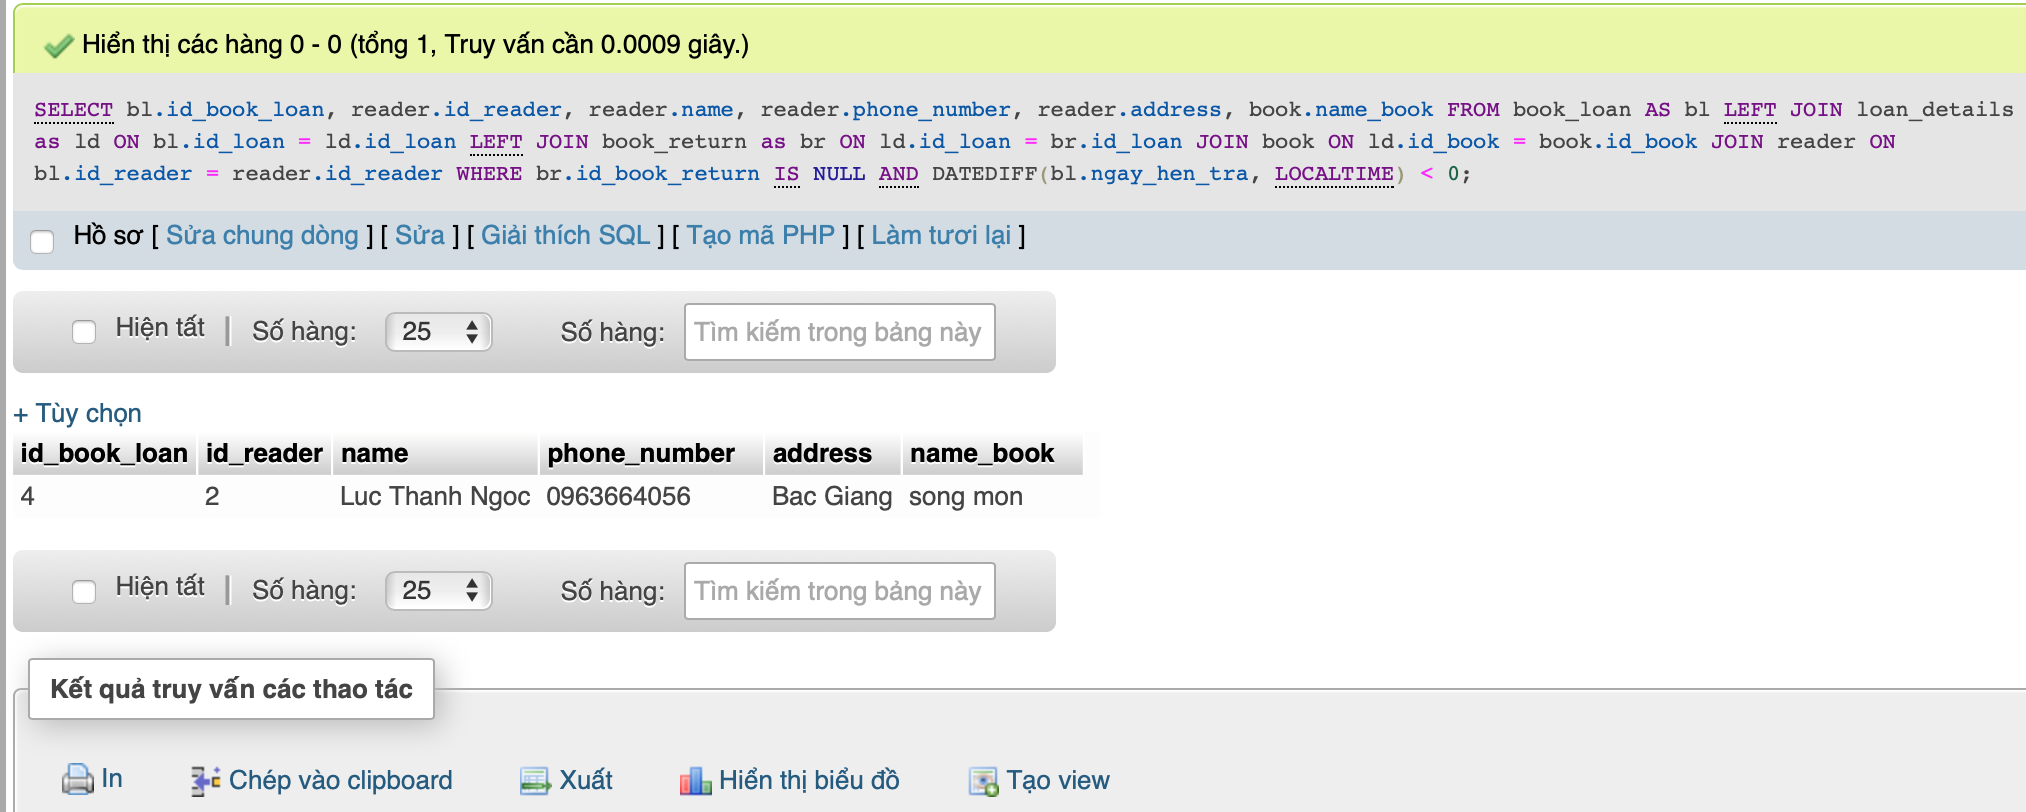 Hiển thị các hàng 0 - 0 (tổng 1, Truy vấn cần 0.0009 giây.)
SELECT bl.id_book_loan, reader.id_reader, reader.name, reader.phone_number, reader.address, book.name_book FROM book_loan AS bl LEFT JOIN loan_details
as ld ON bl.id_loan = ld.id_loan LEFT JOIN book_return as br ON ld.id_loan = br.id_loan JOIN book ON ld.id_book = book.id_book JOIN reader ON
bl.id_reader = reader.id_reader WHERE br.id_book_return IS NULL AND DATEDIFF(bl.ngay_hen_tra, LOCALTIME) < 0;
Hồ sơ [ Sửa chung dòng ] [ Sửa ] [ Giải thích SQL ] [ Tạo mã PHP ] [ Làm tươi lại ]
Hiện tất | Số hàng: 25 Số hàng: Tìm kiếm trong bảng này
+ Tùy chọn
id_book_loan id_reader name phone_number address name_book
4 2 Luc Thanh Ngoc 0963664056 Bac Giang song mon
Hiện tất | Số hàng: 25 Số hàng: Tìm kiếm trong bảng này
Kết quả truy vấn các thao tác
In Chép vào clipboard Xuất Hiển thị biểu đồ Tạo view